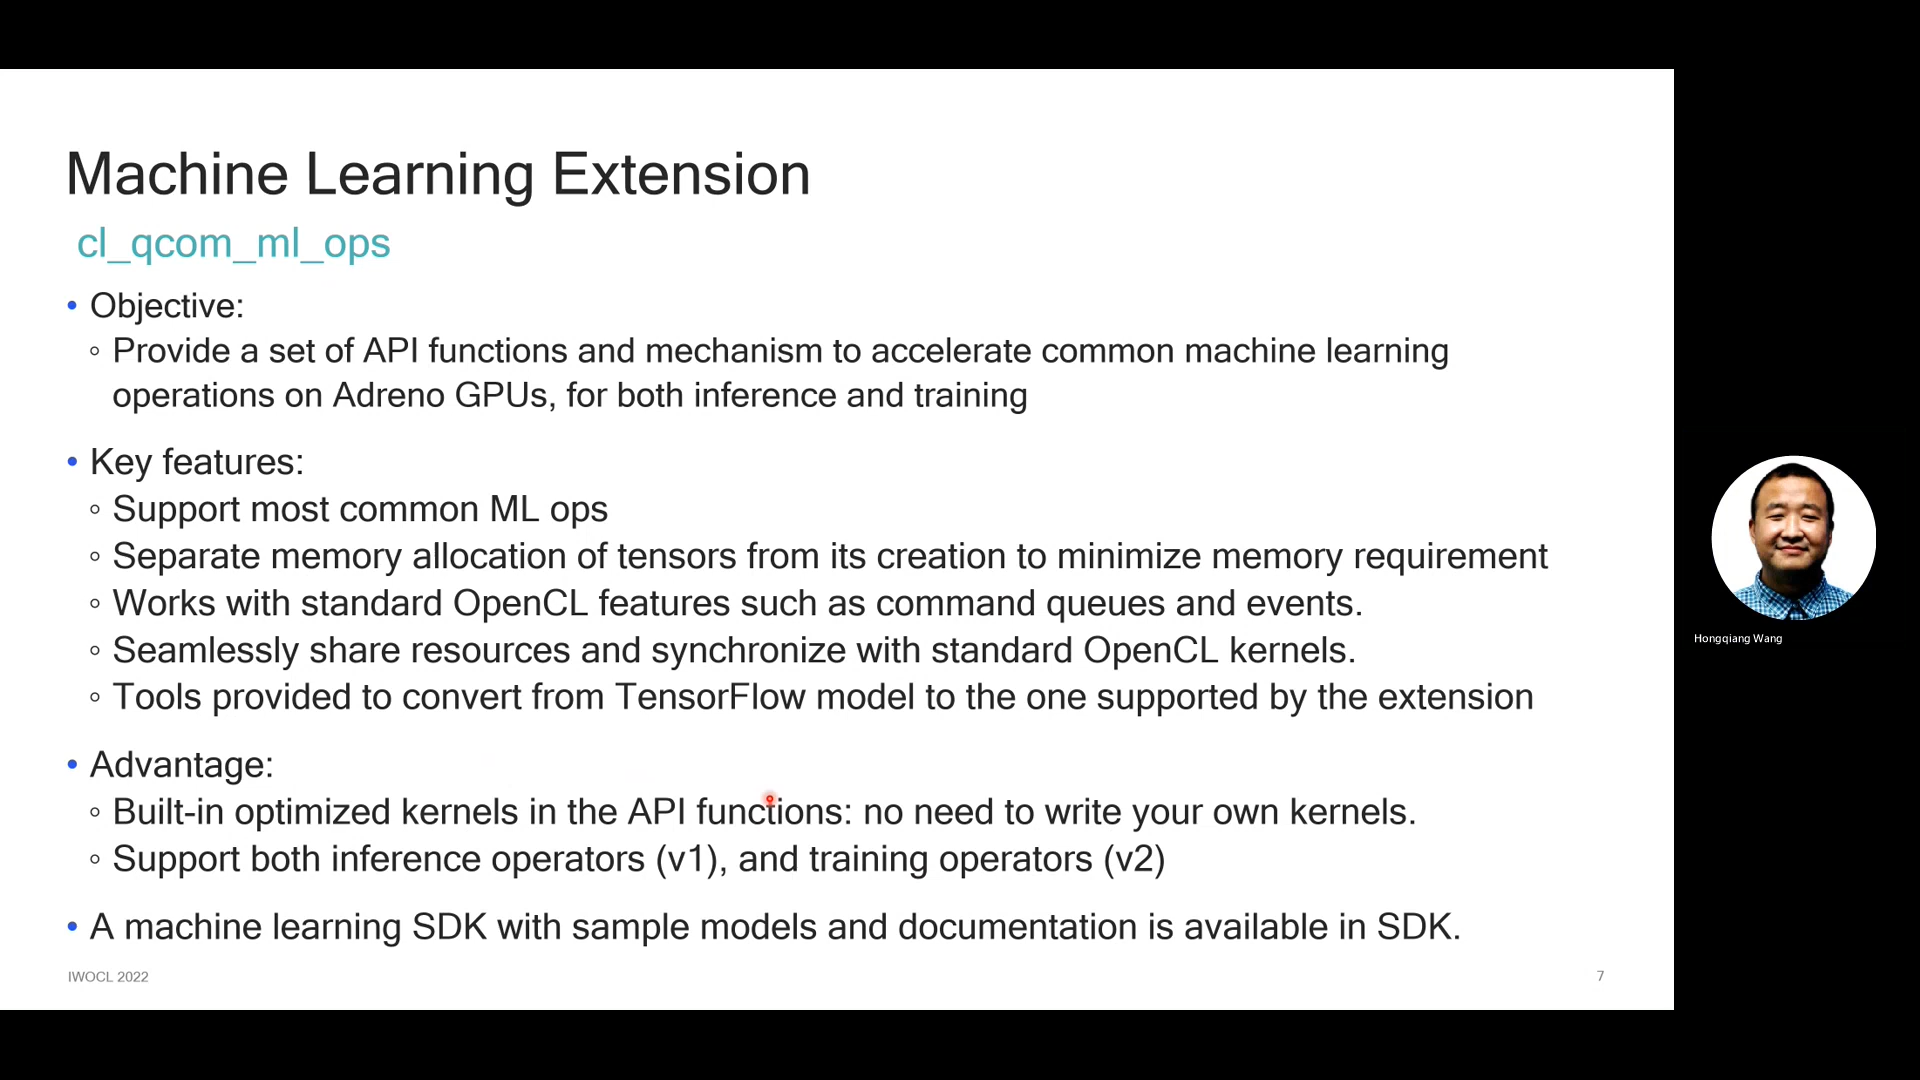 Machine Learning Extension
cl_qcom_ml_ops
• Objective:
◦ Provide a set of API functions and mechanism to accelerate common machine learning
operations on Adreno GPUs, for both inference and training
• Key features:
◦ Support most common ML ops
◦ Separate memory allocation of tensors from its creation to minimize memory requirement
◦ Works with standard OpenCL features such as command queues and events.
◦ Seamlessly share resources and synchronize with standard OpenCL kernels.
◦ Tools provided to convert from TensorFlow model to the one supported by the extension
• Advantage:
◦ Built-in optimized kernels in the API functions: no need to write your own kernels.
◦ Support both inference operators (v1), and training operators (v2)
• A machine learning SDK with sample models and documentation is available in SDK.
IWOCL 2022
7
Hongqiang Wang